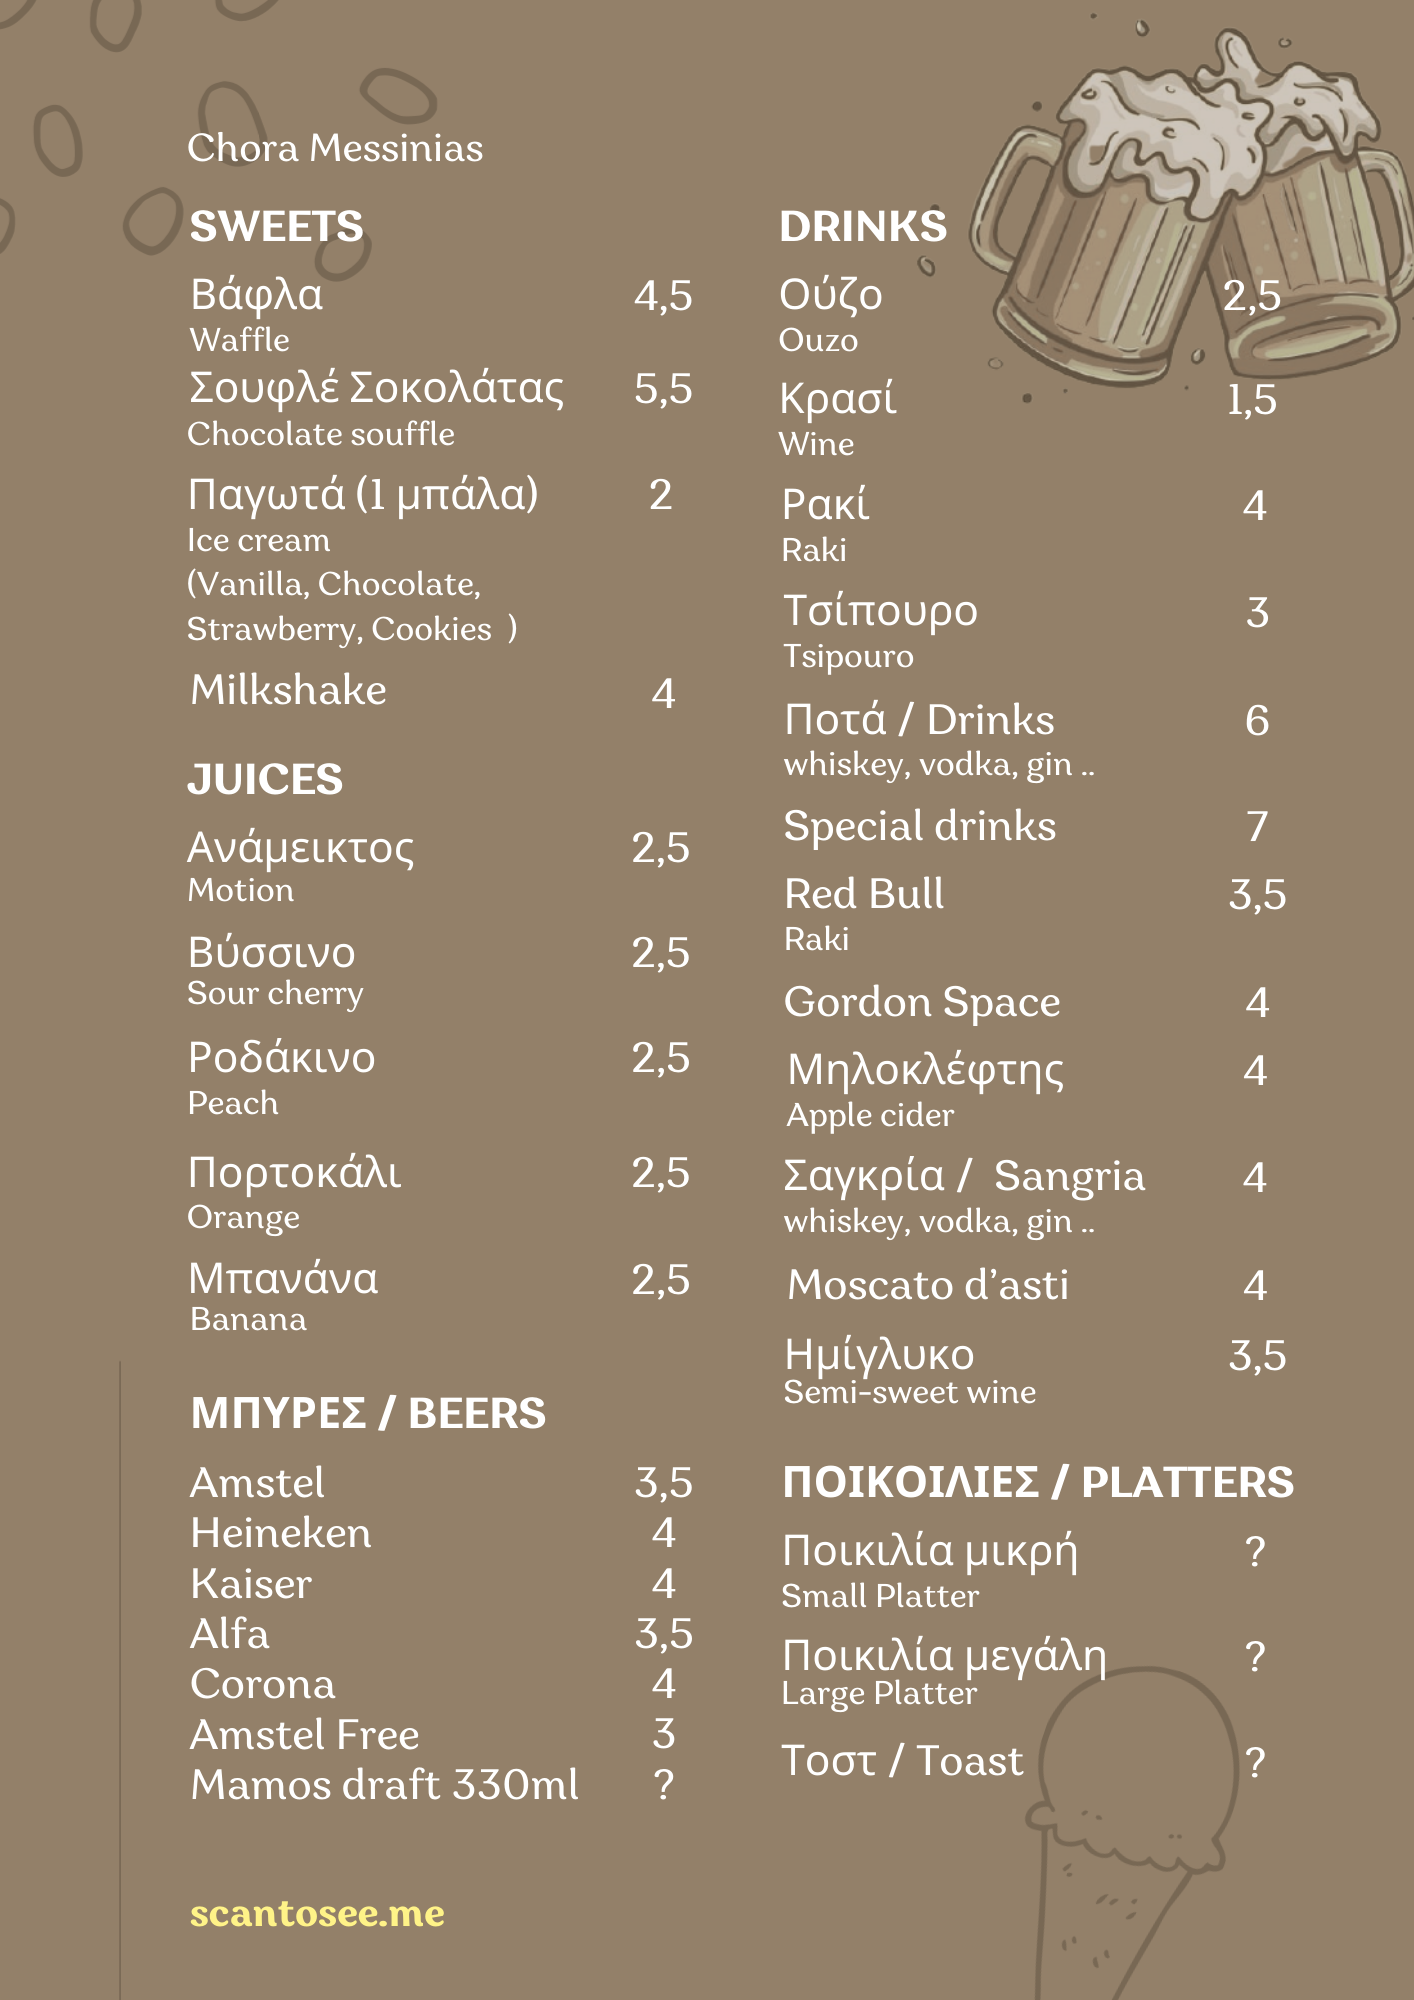 Chora Messinias
SWEETS
Βάφλα 4,5
Waffle
Σουφλέ Σοκολάτας 5,5
Chocolate souffle
Παγωτά (1 μπάλα) 2
Ice cream
(Vanilla, Chocolate,
Strawberry, Cookies )
Milkshake 4
JUICES
Ανάμεικτος 2,5
Motion
Βύσσινο 2,5
Sour cherry
Ροδάκινο 2,5
Peach
Πορτοκάλι 2,5
Orange
Μπανάνα 2,5
Banana
ΜΠΥΡΕΣ / BEERS
Amstel 3,5
Heineken 4
Kaiser 4
Alfa 3,5
Corona 4
Amstel Free 3
Mamos draft 330ml ?
scantosee.me
DRINKS
Ούζο 2,5
Ouzo
Κρασί 1,5
Wine
Ρακί 4
Raki
Τσίπουρο 3
Tsipouro
Ποτά / Drinks 6
whiskey, vodka, gin ..
Special drinks 7
Red Bull 3,5
Raki
Gordon Space 4
Μηλοκλέφτης 4
Apple cider
Σαγκρία / Sangria 4
whiskey, vodka, gin ..
Moscato d’asti 4
Ημίγλυκο 3,5
Semi-sweet wine
ΠΟΙΚΟΙΛΙΕΣ / PLATTERS
Ποικιλία μικρή ?
Small Platter
Ποικιλία μεγάλη ?
Large Platter
Τοστ / Toast ?